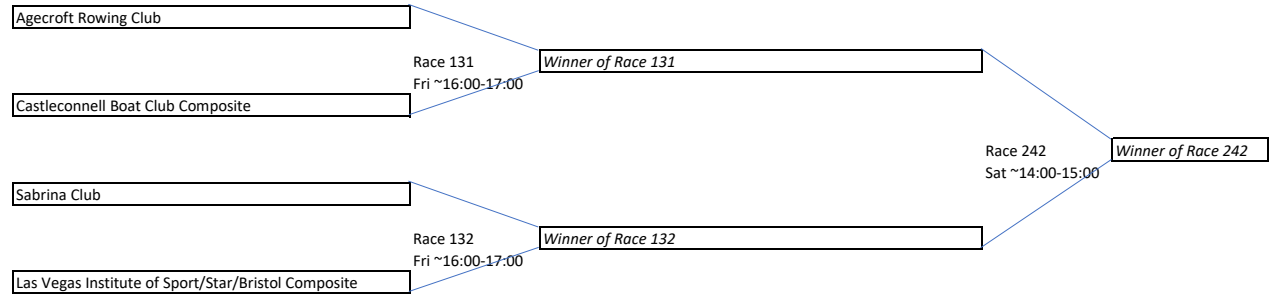 Agecroft Rowing Club
Race 131
Winner of Race 131
Fri ~16:00-17:00
Castleconnell Boat Club Composite
Race 242
Winner of Race 242
Sat ~14:00-15:00
Sabrina Club
Race 132
Winner of Race 132
Fri ~16:00-17:00
Las Vegas Institute of Sport/Star/Bristol Composite